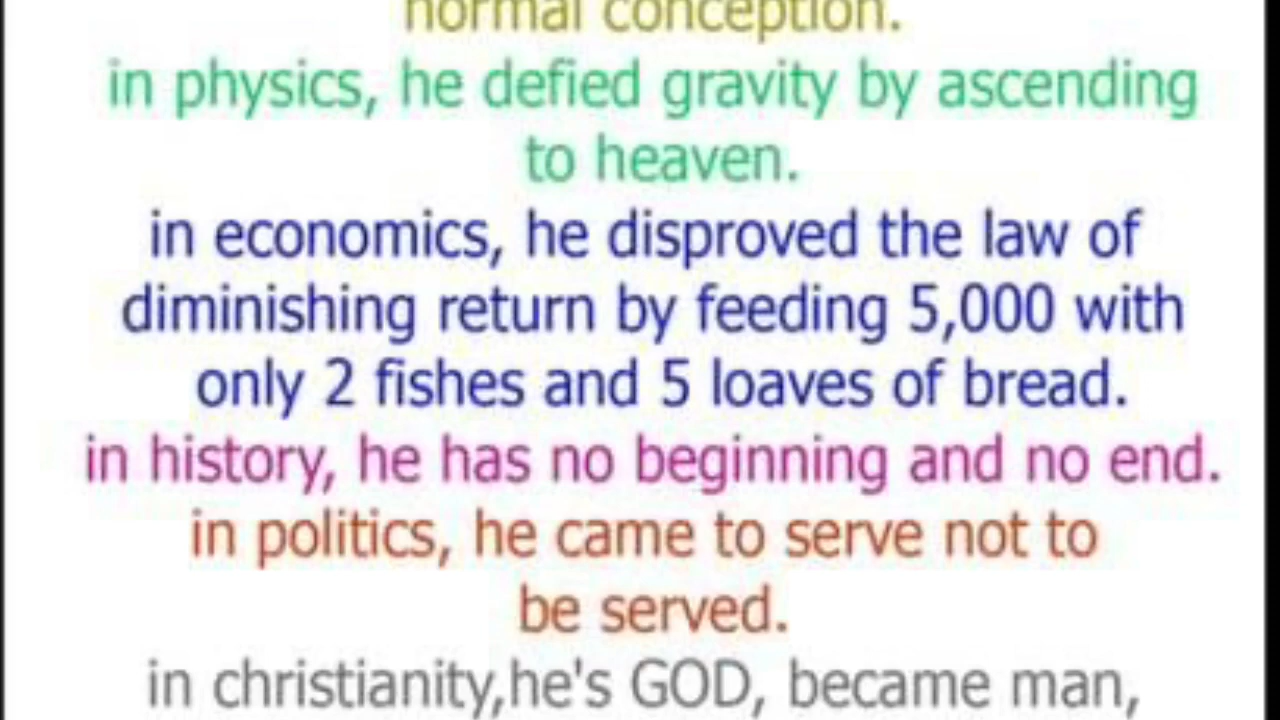 normal conception.
in physics, he defied gravity by ascending
to heaven.
in economics, he disproved the law of
diminishing return by feeding 5,000 with
only 2 fishes and 5 loaves of bread.
in history, he has no beginning and no end.
in politics, he came to serve not to
be served.
in christianity,he's GOD, became man,